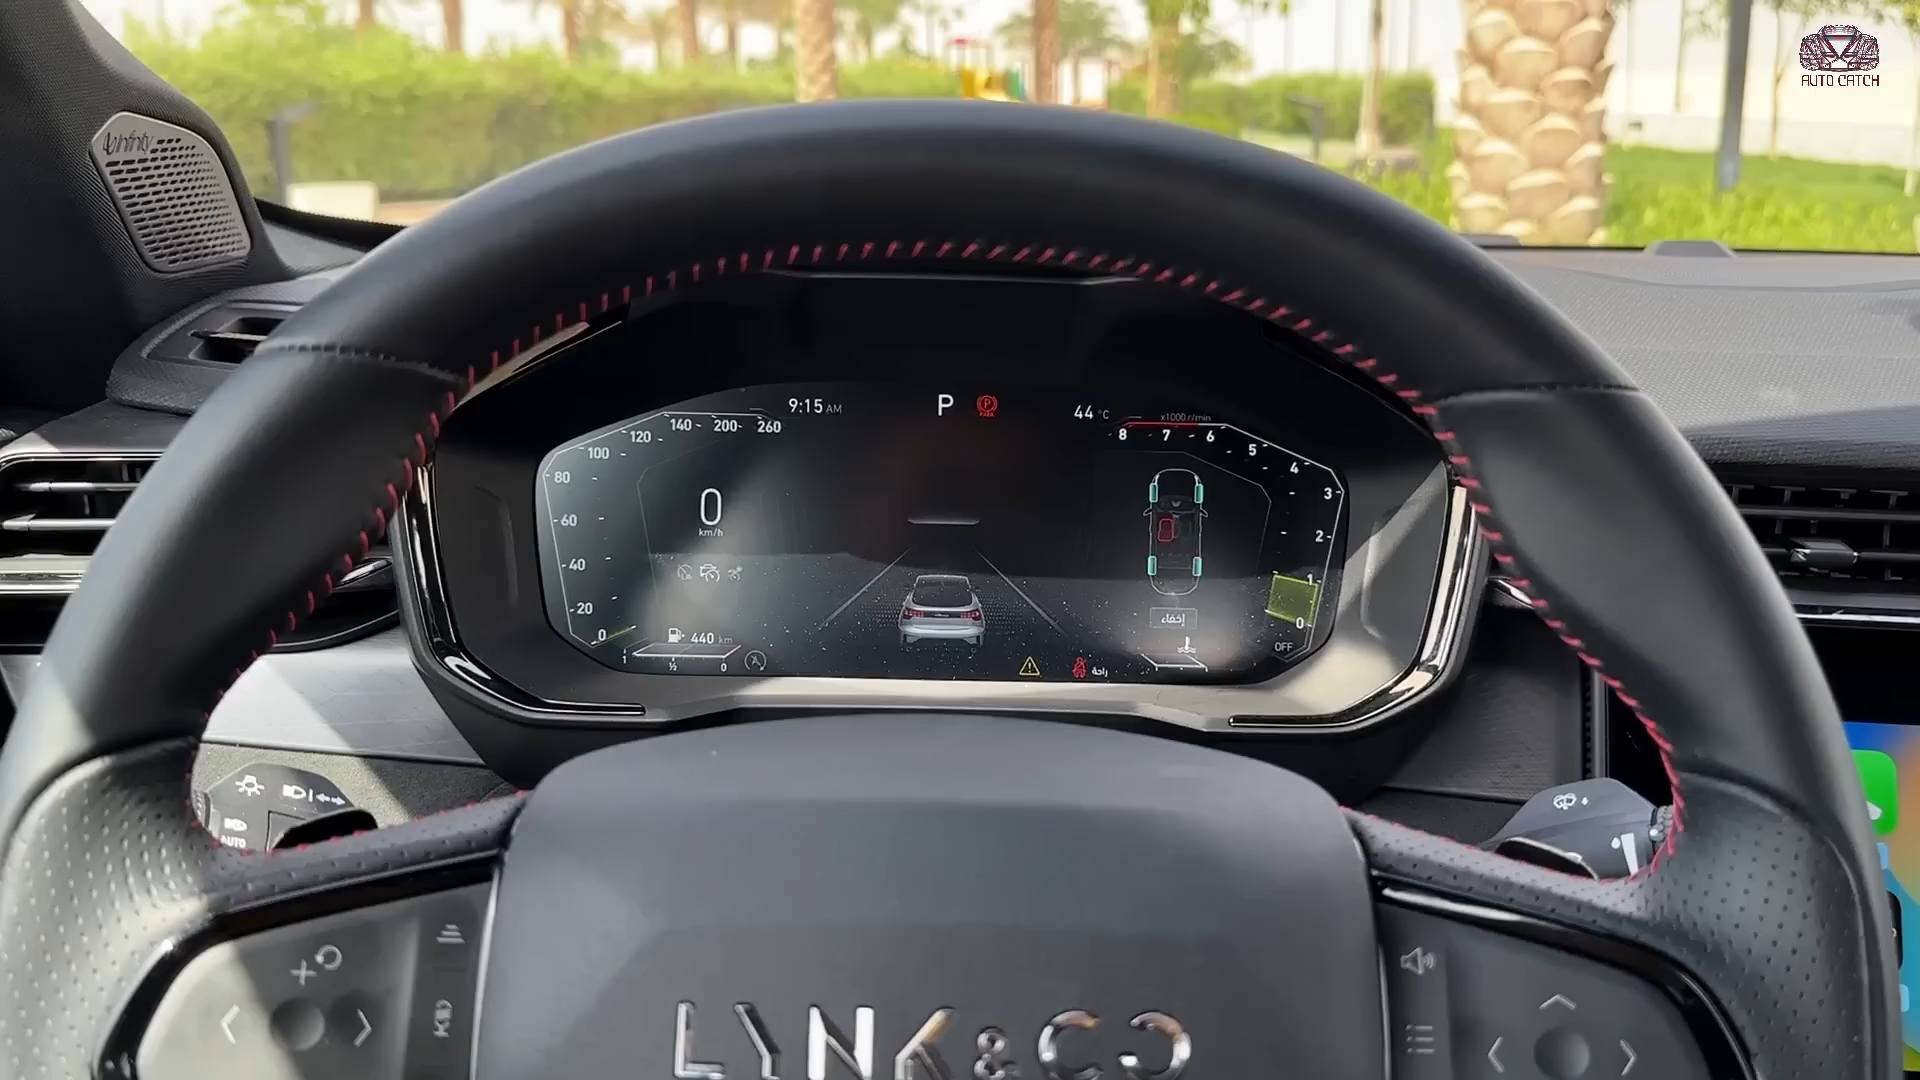 AUTO CATCH
Infinity
9:15 AM
P
PARK
44 °C
x1000 r/min
0 20 40 60 80 100 120 140 200 260
8 7 6 5 4 3 2 1 0
0
km/h
إخفاء
440 km
1 ½ 0
راحة
OFF
AUTO
LYNK & CO